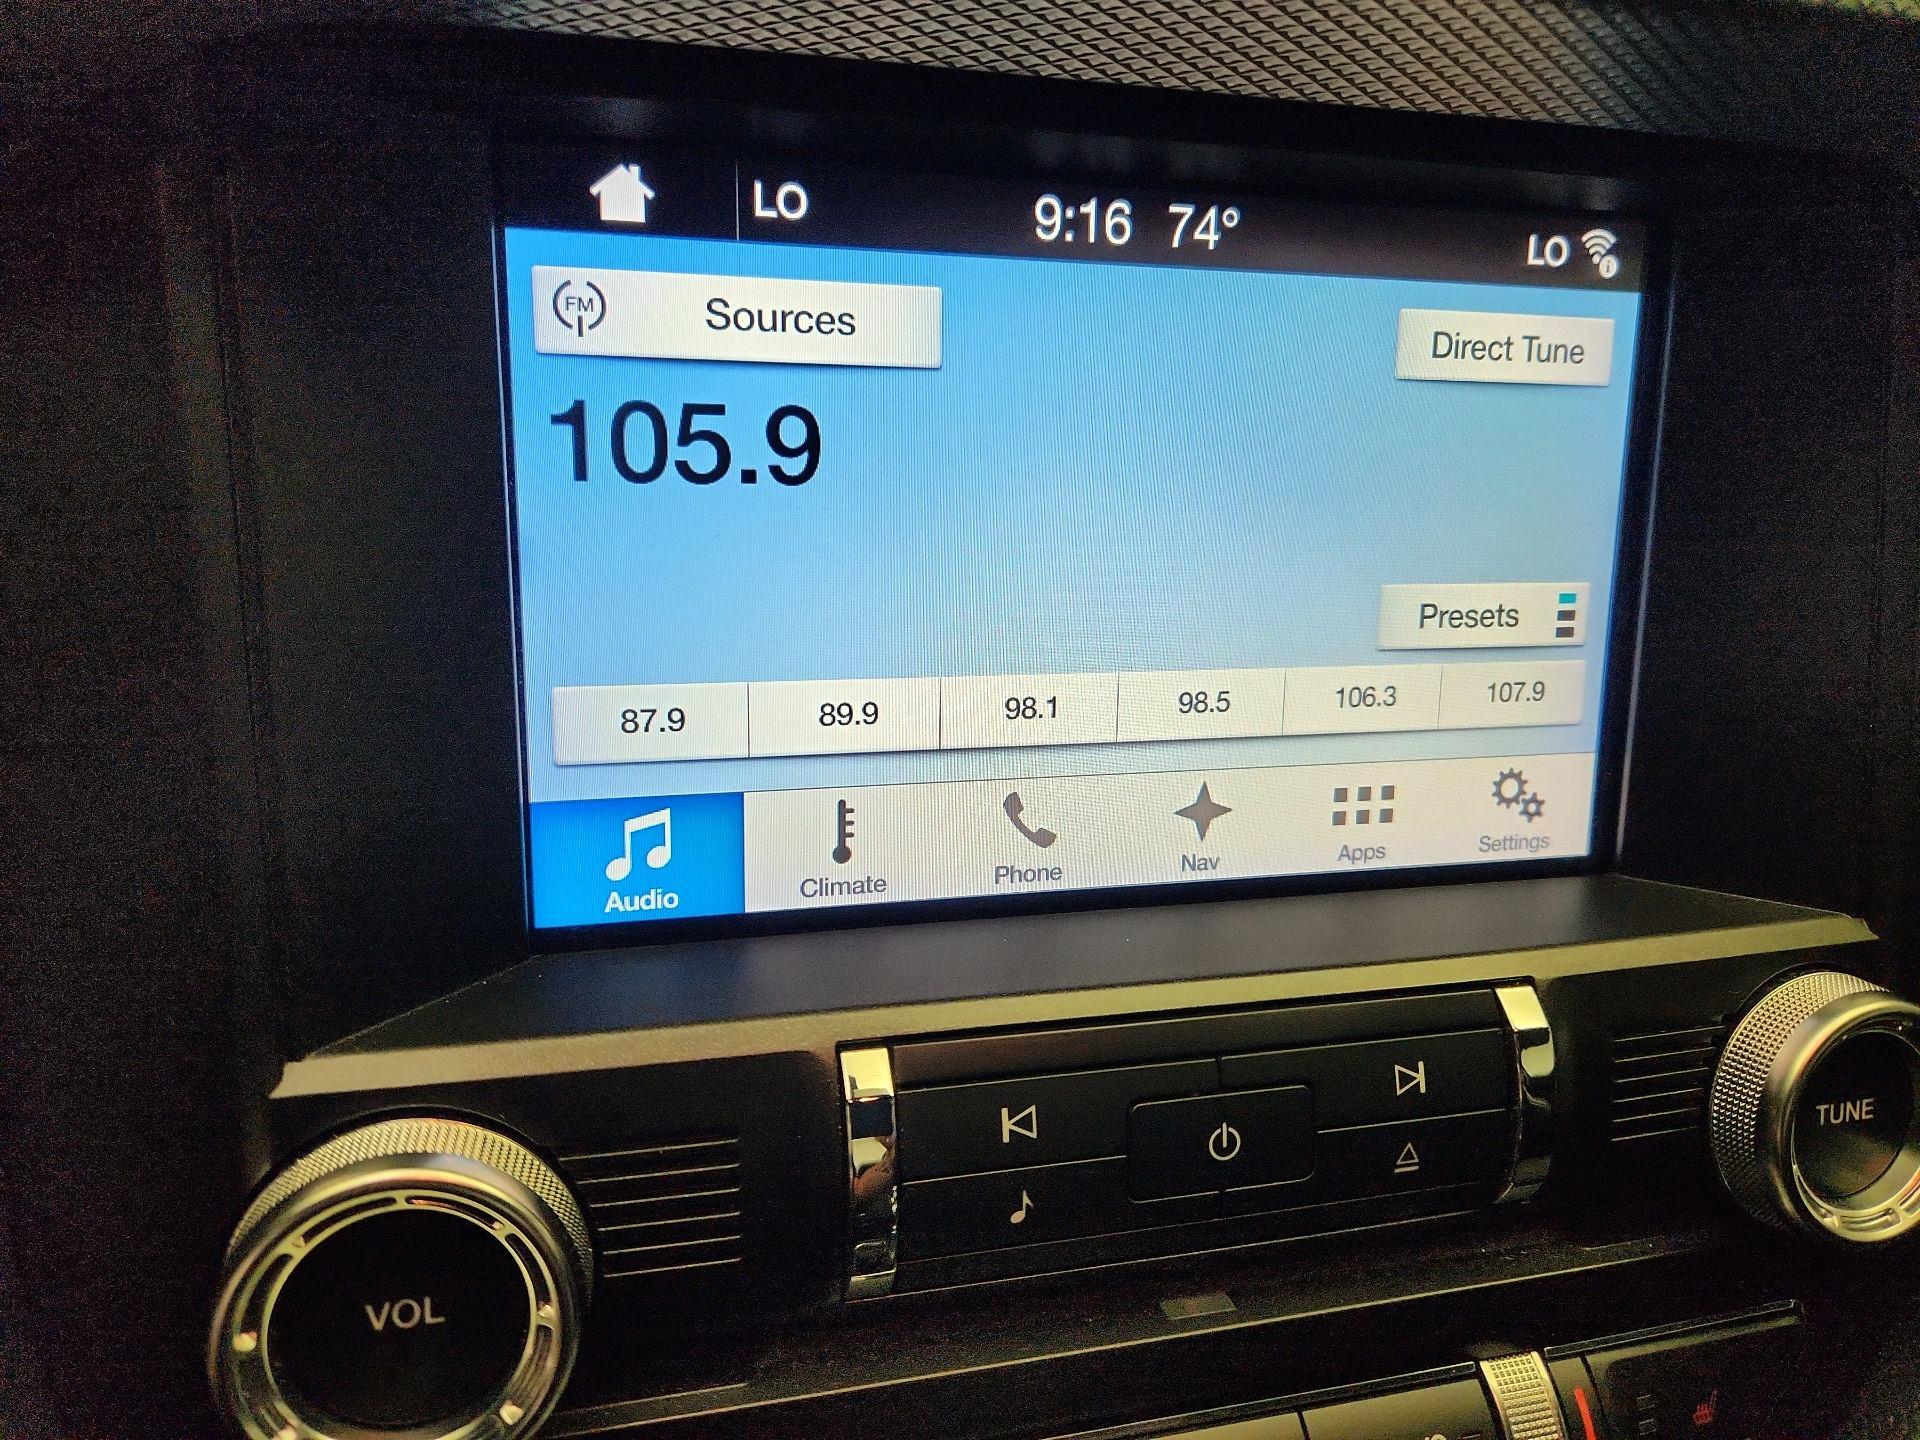 LO 9:16 74° LO
FM Sources
Direct Tune
105.9
Presets
87.9 89.9 98.1 98.5 106.3 107.9
Audio Climate Phone Nav Apps Settings
VOL
TUNE